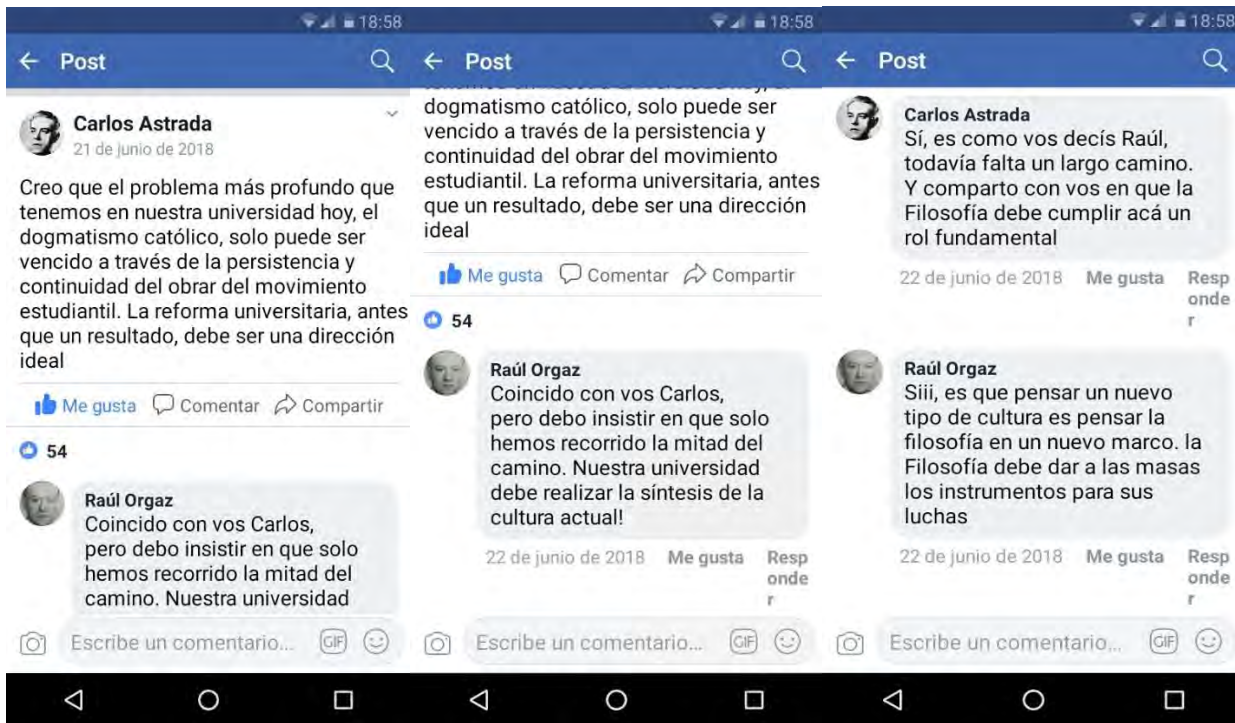 18:58
Post
Carlos Astrada
21 de junio de 2018
Creo que el problema más profundo que
tenemos en nuestra universidad hoy, el
dogmatismo católico, solo puede ser
vencido a través de la persistencia y
continuidad del obrar del movimiento
estudiantil. La reforma universitaria, antes
que un resultado, debe ser una dirección
ideal
Me gusta Comentar Compartir
54
Raúl Orgaz
Coincido con vos Carlos,
pero debo insistir en que solo
hemos recorrido la mitad del
camino. Nuestra universidad
Escribe un comentario... GIF
18:58
Post
dogmatismo católico, solo puede ser
vencido a través de la persistencia y
continuidad del obrar del movimiento
estudiantil. La reforma universitaria, antes
que un resultado, debe ser una dirección
ideal
Me gusta Comentar Compartir
54
Raúl Orgaz
Coincido con vos Carlos,
pero debo insistir en que solo
hemos recorrido la mitad del
camino. Nuestra universidad
debe realizar la síntesis de la
cultura actual!
22 de junio de 2018 Me gusta Resp
onde
r
Escribe un comentario... GIF
18:58
Post
Carlos Astrada
Sí, es como vos decís Raúl,
todavía falta un largo camino.
Y comparto con vos en que la
Filosofía debe cumplir acá un
rol fundamental
22 de junio de 2018 Me gusta Resp
onde
r
Raúl Orgaz
Siii, es que pensar un nuevo
tipo de cultura es pensar la
filosofía en un nuevo marco. la
Filosofía debe dar a las masas
los instrumentos para sus
luchas
22 de junio de 2018 Me gusta Resp
onde
r
Escribe un comentario... GIF